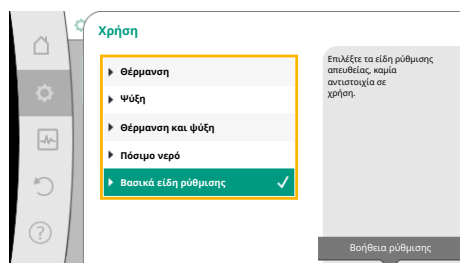 Χρήση
Θέρμανση
Ψύξη
Θέρμανση και ψύξη
Πόσιμο νερό
Βασικά είδη ρύθμισης
Επιλέξτε τα είδη ρύθμισης
απευθείας, καμία
αντιστοιχία σε
χρήση.
Βοήθεια ρύθμισης